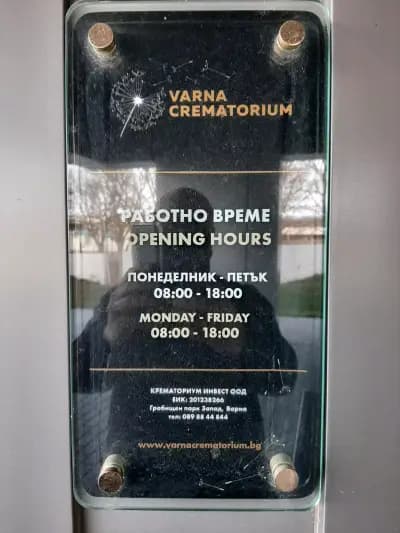 VARNA
CREMATORIUM
РАБОТНО ВРЕМЕ
OPENING HOURS
ПОНЕДЕЛНИК - ПЕТЪК
08:00 - 18:00
MONDAY - FRIDAY
08:00 - 18:00
КРЕМАТОРИУМ ИНВЕСТ ООД
ЕИК: 201238266
Гробищен парк Запад, Варна
тел: 089 88 44 844
www.varnacrematorium.bg